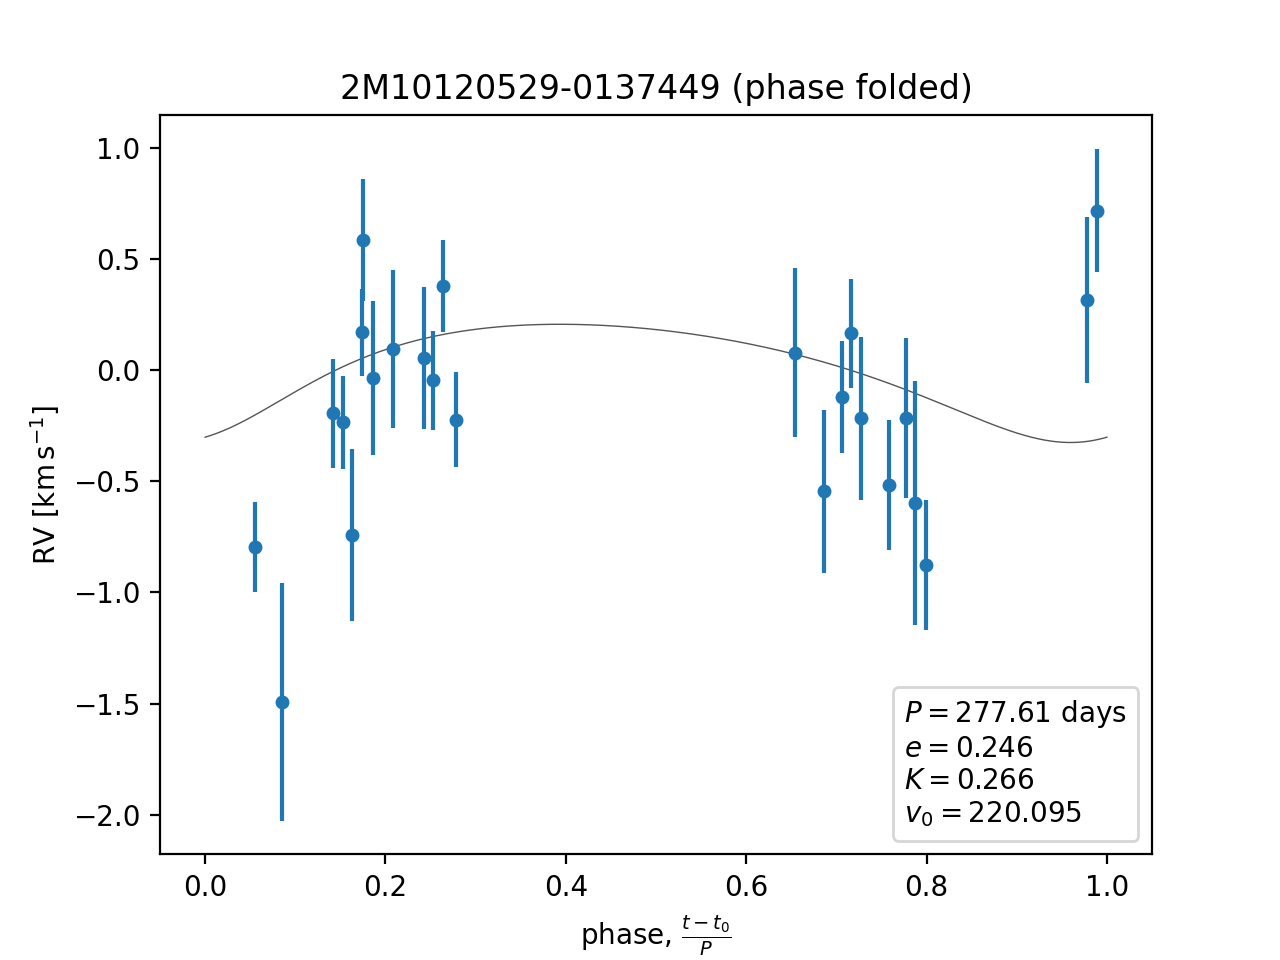 2M10120529-0137449 (phase folded)
1.0
0.5
0.0
−0.5
−1.0
−1.5
−2.0
RV [km s⁻¹]
P = 277.61 days
e = 0.246
K = 0.266
v₀ = 220.095
0.0 0.2 0.4 0.6 0.8 1.0
phase, (t − t₀)/P